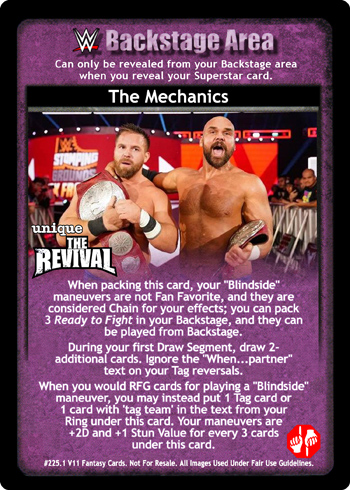 W Backstage Area
Can only be revealed from your Backstage area
when you reveal your Superstar card.
The Mechanics
STOMPING
GROUNDS
unique
THE
REVIVAL
When packing this card, your "Blindside"
maneuvers are not Fan Favorite, and they are
considered Chain for your effects; you can pack
3 Ready to Fight in your Backstage, and they can
be played from Backstage.
During your first Draw Segment, draw 2-
additional cards. Ignore the "When...partner"
text on your Tag reversals.
When you would RFG cards for playing a "Blindside"
maneuver, you may instead put 1 Tag card or
1 card with 'tag team' in the text from your
Ring under this card. Your maneuvers are
+2D and +1 Stun Value for every 3 cards
under this card.
#225.1 V11 Fantasy Cards. Not For Resale. All Images Used Under Fair Use Guidelines.